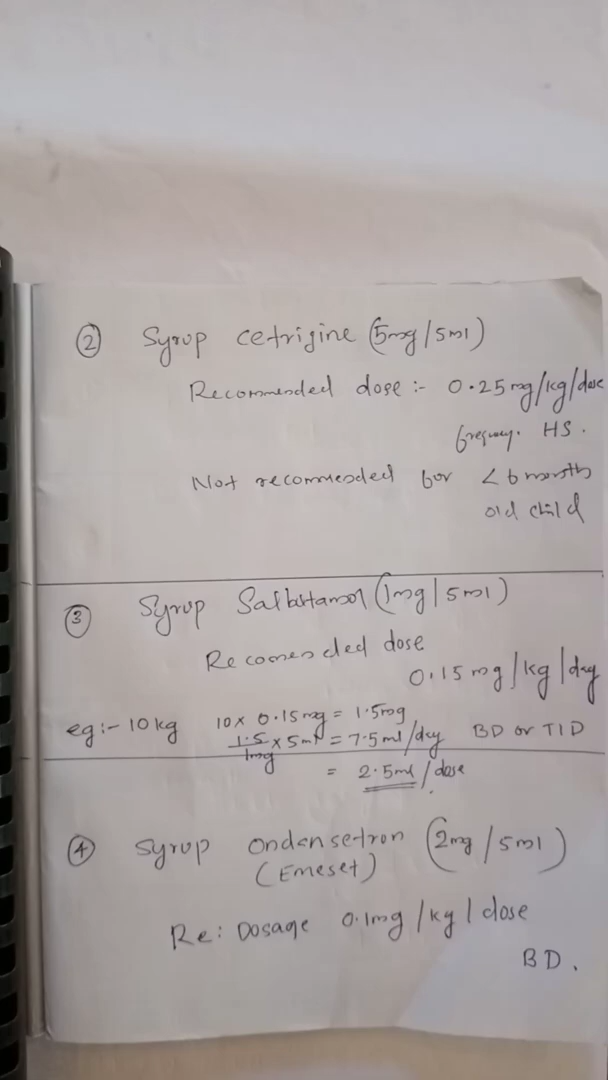 ② Syrup cetrigine (5mg/5ml)
Recommended dose :- 0.25mg/kg/dose
frequency. HS.
Not recommended for < 6 months
old child
③ Syrup Salbutamol (1mg/5ml)
Recomended dose
0.15 mg/kg/day
eg:- 10kg 10 x 0.15mg = 1.5mg
1.5/1mg x 5ml = 7.5ml/day BD or TID
= 2.5ml/dose
④ Syrup ondensetron (2mg/5ml)
(Emeset)
Re: Dosage 0.1mg/kg/dose
BD.